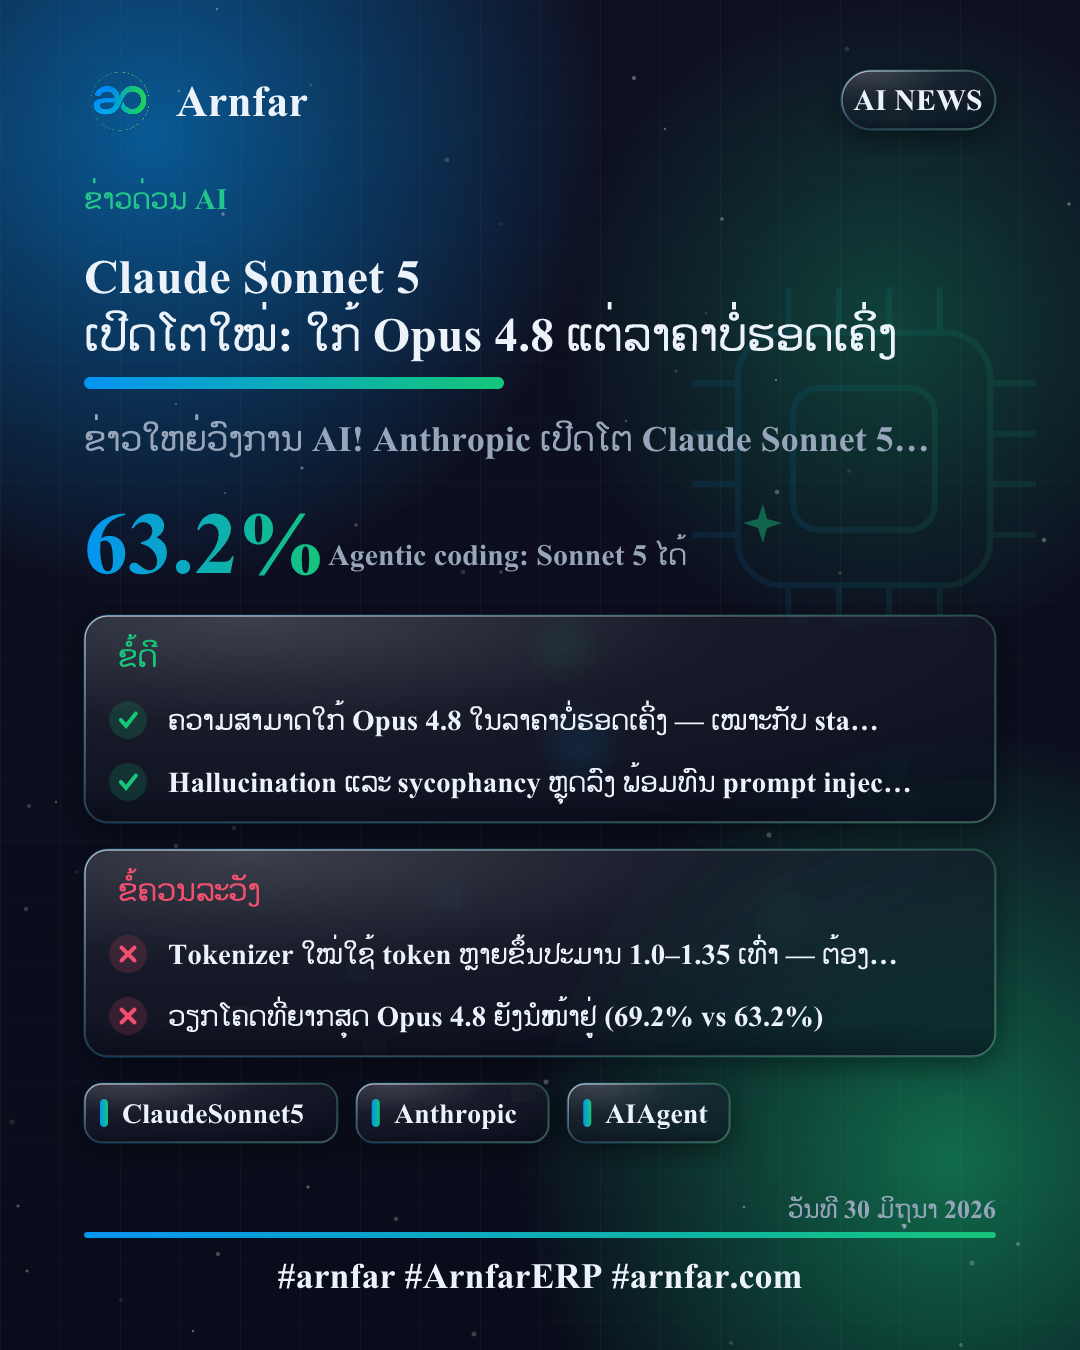 Arnfar
AI NEWS
ຂ່າວດ່ວນ AI
Claude Sonnet 5
ເປີດໂຕໃໝ່: ໃກ້ Opus 4.8 ແຕ່ລາຄາບໍ່ຮອດເຄິ່ງ
ຂ່າວໃຫຍ່ວົງການ AI! Anthropic ເປີດໂຕ Claude Sonnet 5…
63.2% Agentic coding: Sonnet 5 ໄດ້
ຂໍ້ດີ
ຄວາມສາມາດໃກ້ Opus 4.8 ໃນລາຄາບໍ່ຮອດເຄິ່ງ — ເໝາະກັບ sta…
Hallucination ແລະ sycophancy ຫຼຸດລົງ ພ້ອມທົນ prompt injec…
ຂໍ້ຄວນລະວັງ
Tokenizer ໃໝ່ໃຊ້ token ຫຼາຍຂຶ້ນປະມານ 1.0–1.35 ເທົ່າ — ຕ້ອງ…
ວຽກໂຄດທີ່ຍາກສຸດ Opus 4.8 ຍັງນຳໜ້າຢູ່ (69.2% vs 63.2%)
ClaudeSonnet5
Anthropic
AIAgent
ວັນທີ 30 ມິຖຸນາ 2026
#arnfar #ArnfarERP #arnfar.com